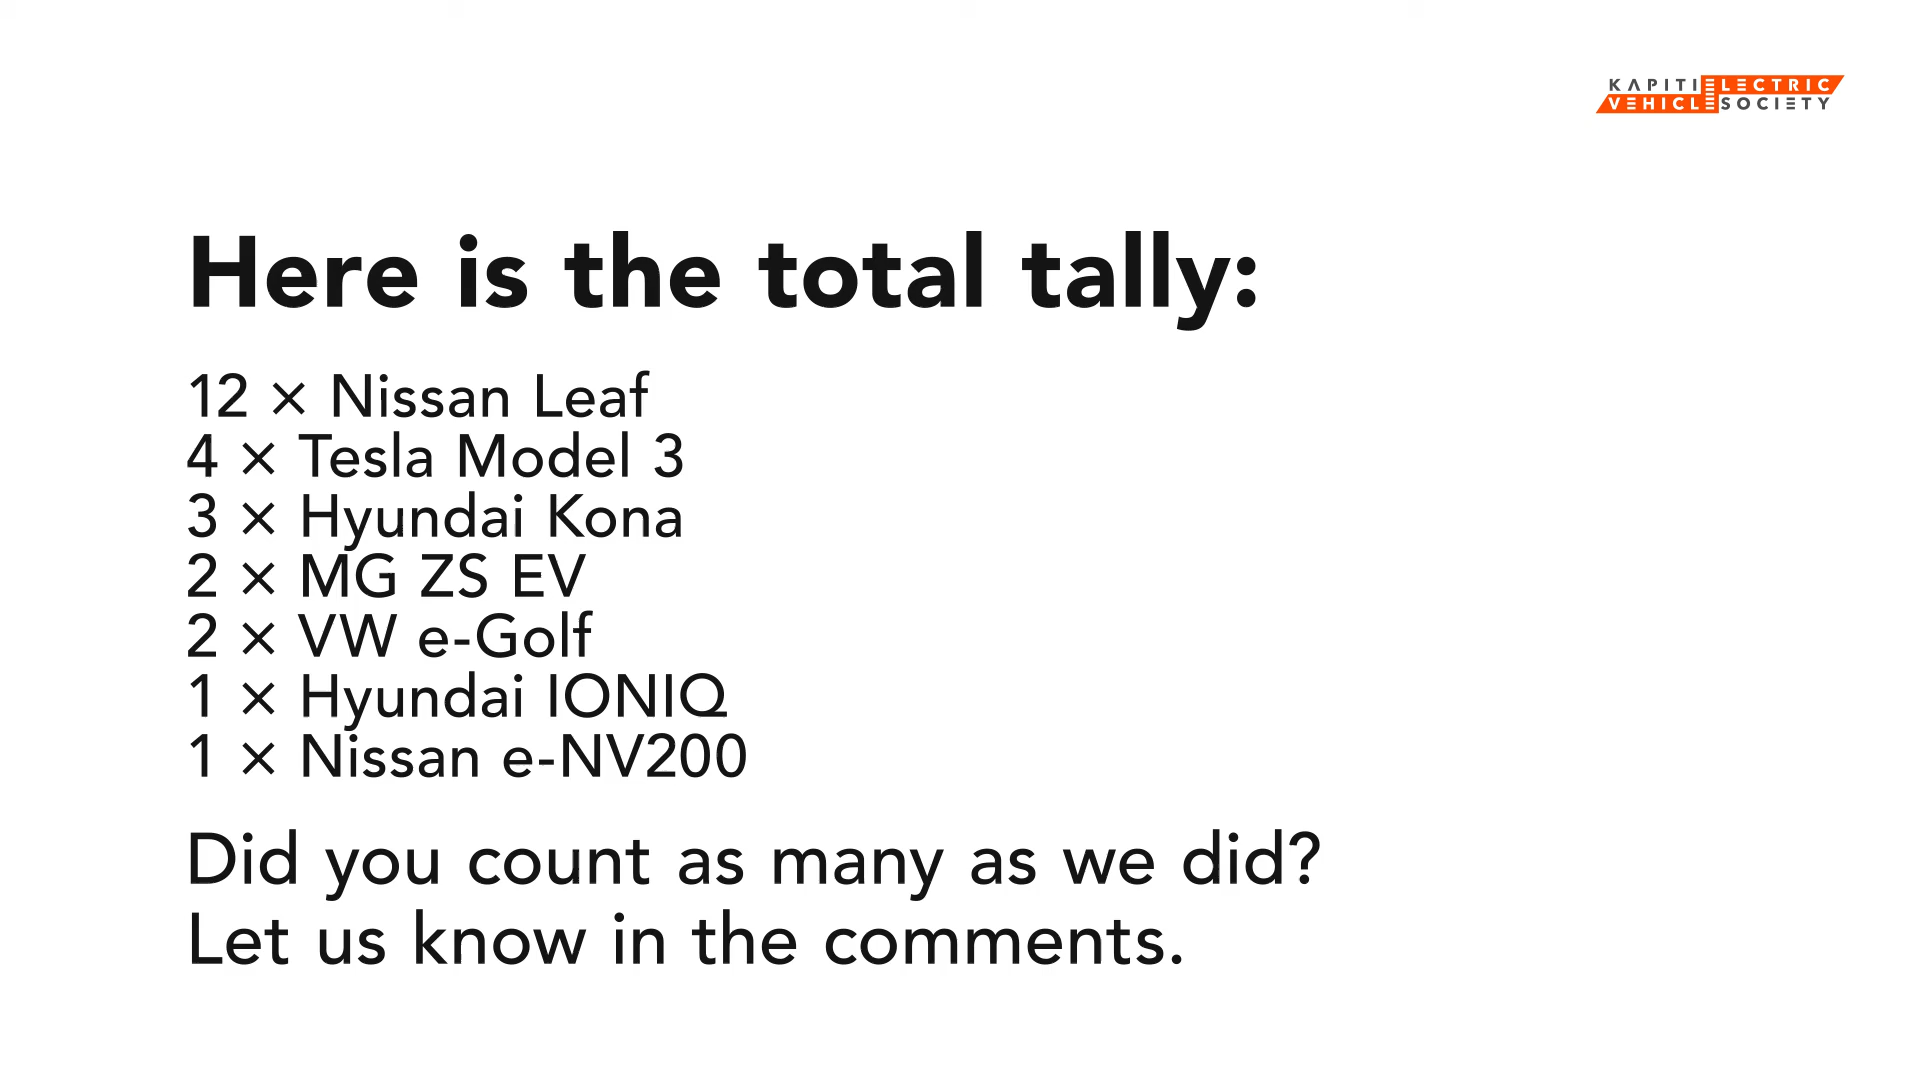 KAPITI ELECTRIC
VEHICLE SOCIETY
Here is the total tally:
12 × Nissan Leaf
4 × Tesla Model 3
3 × Hyundai Kona
2 × MG ZS EV
2 × VW e-Golf
1 × Hyundai IONIQ
1 × Nissan e-NV200
Did you count as many as we did?
Let us know in the comments.